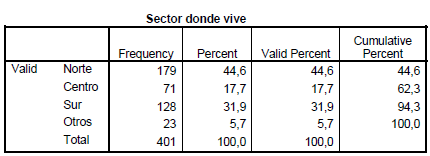 Sector donde vive
Frequency Percent Valid Percent Cumulative Percent
Valid Norte 179 44,6 44,6 44,6
Centro 71 17,7 17,7 62,3
Sur 128 31,9 31,9 94,3
Otros 23 5,7 5,7 100,0
Total 401 100,0 100,0